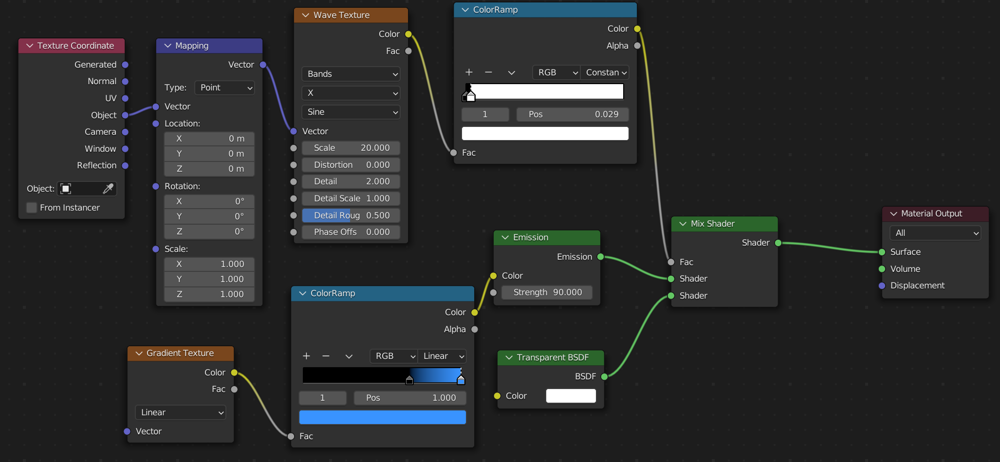 Texture Coordinate
Generated
Normal
UV
Object
Camera
Window
Reflection
Object:
From Instancer
Mapping
Vector
Type: Point
Vector
Location:
X 0 m
Y 0 m
Z 0 m
Rotation:
X 0°
Y 0°
Z 0°
Scale:
X 1.000
Y 1.000
Z 1.000
Wave Texture
Color
Fac
Bands
X
Sine
Vector
Scale 20.000
Distortion 0.000
Detail 2.000
Detail Scale 1.000
Detail Roug 0.500
Phase Offs 0.000
ColorRamp
Color
Alpha
+ − RGB Constan
1 Pos 0.029
Fac
Gradient Texture
Color
Fac
Linear
Vector
ColorRamp
Color
Alpha
+ − RGB Linear
1 Pos 1.000
Fac
Emission
Emission
Color
Strength 90.000
Transparent BSDF
BSDF
Color
Mix Shader
Shader
Fac
Shader
Shader
Material Output
All
Surface
Volume
Displacement